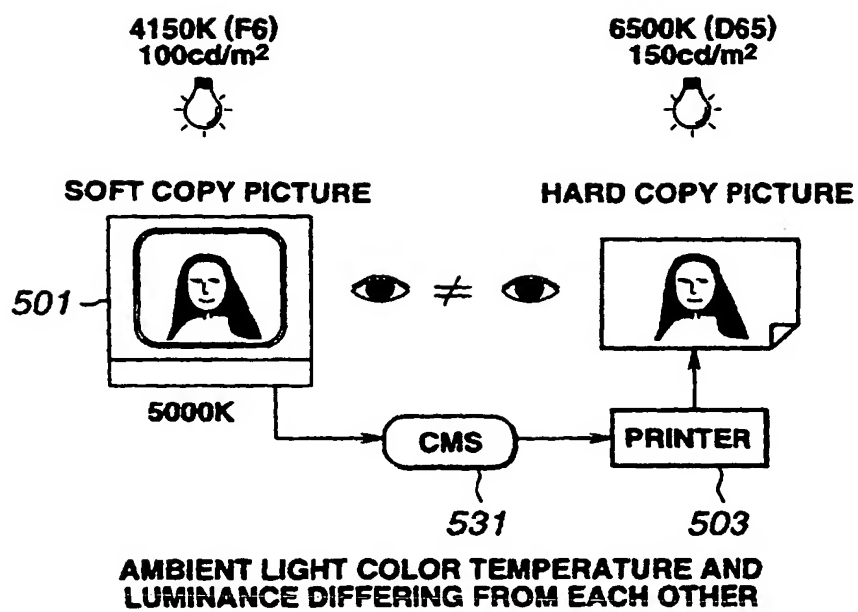 4150K (F6)
100cd/m²
6500K (D65)
150cd/m²
SOFT COPY PICTURE
HARD COPY PICTURE
501
≠
5000K
CMS
PRINTER
531
503
AMBIENT LIGHT COLOR TEMPERATURE AND
LUMINANCE DIFFERING FROM EACH OTHER